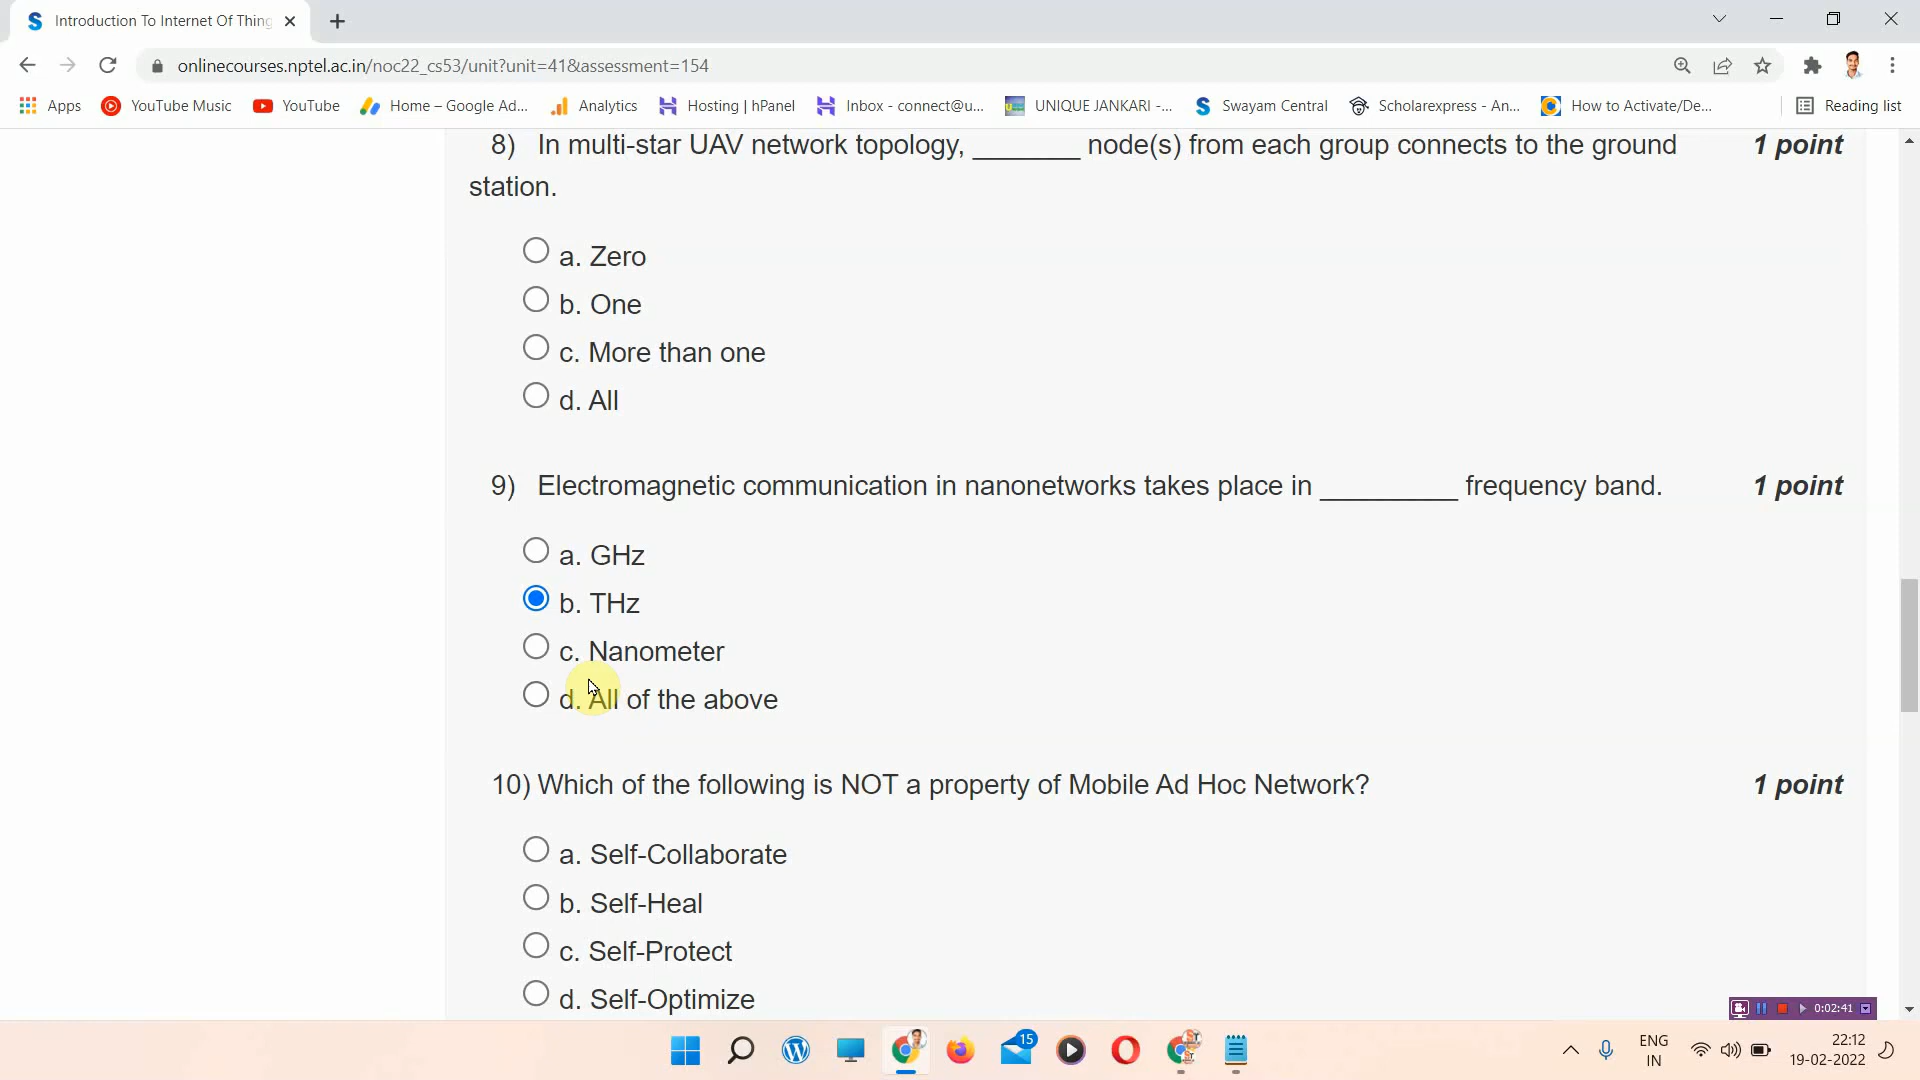 Introduction To Internet Of Thing
onlinecourses.nptel.ac.in/noc22_cs53/unit?unit=41&assessment=154
Apps YouTube Music YouTube Home – Google Ad... Analytics Hosting | hPanel Inbox - connect@u... UNIQUE JANKARI -... Swayam Central Scholarexpress - An... How to Activate/De... Reading list
8) In multi-star UAV network topology, _______ node(s) from each group connects to the ground 1 point
station.
a. Zero
b. One
c. More than one
d. All
9) Electromagnetic communication in nanonetworks takes place in _________ frequency band. 1 point
a. GHz
b. THz
c. Nanometer
d. All of the above
10) Which of the following is NOT a property of Mobile Ad Hoc Network? 1 point
a. Self-Collaborate
b. Self-Heal
c. Self-Protect
d. Self-Optimize
0:02:41
15
ENG
IN
22:12
19-02-2022